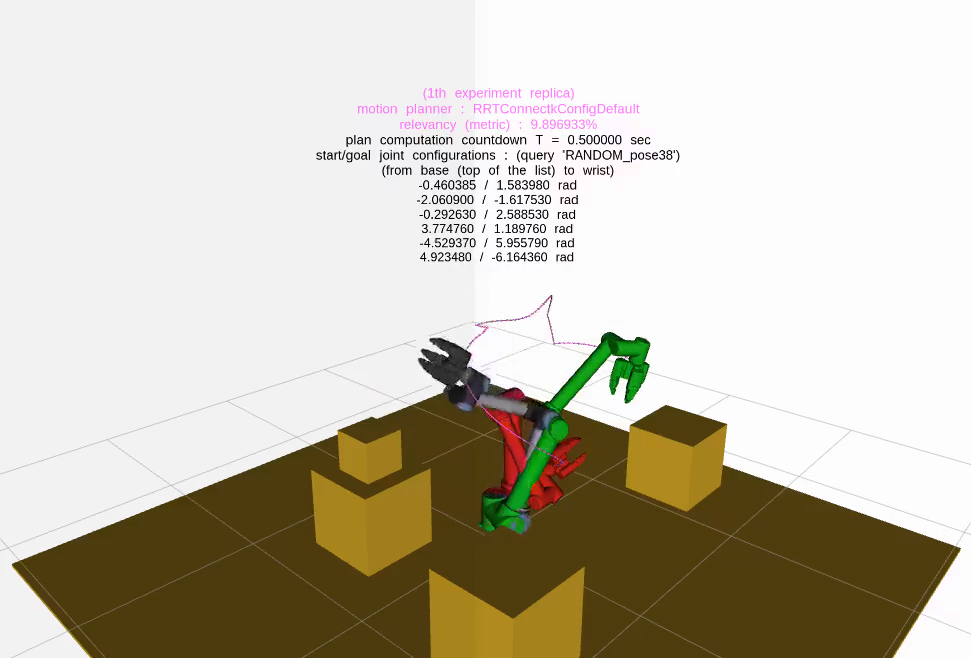 (1th experiment replica)
motion planner : RRTConnectkConfigDefault
relevancy (metric) : 9.896933%
plan computation countdown T = 0.500000 sec
start/goal joint configurations : (query 'RANDOM_pose38')
(from base (top of the list) to wrist)
-0.460385 / 1.583980 rad
-2.060900 / -1.617530 rad
-0.292630 / 2.588530 rad
3.774760 / 1.189760 rad
-4.529370 / 5.955790 rad
4.923480 / -6.164360 rad